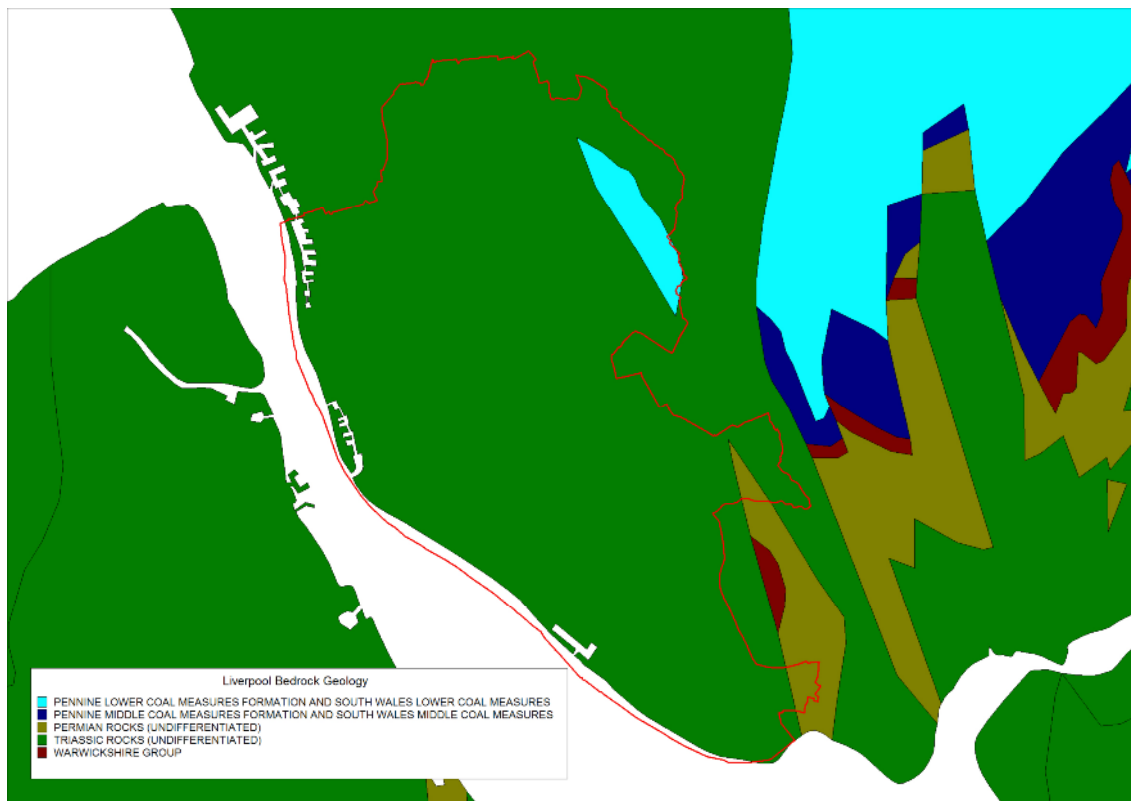 Liverpool Bedrock Geology
PENNINE LOWER COAL MEASURES FORMATION AND SOUTH WALES LOWER COAL MEASURES
PENNINE MIDDLE COAL MEASURES FORMATION AND SOUTH WALES MIDDLE COAL MEASURES
PERMIAN ROCKS (UNDIFFERENTIATED)
TRIASSIC ROCKS (UNDIFFERENTIATED)
WARWICKSHIRE GROUP